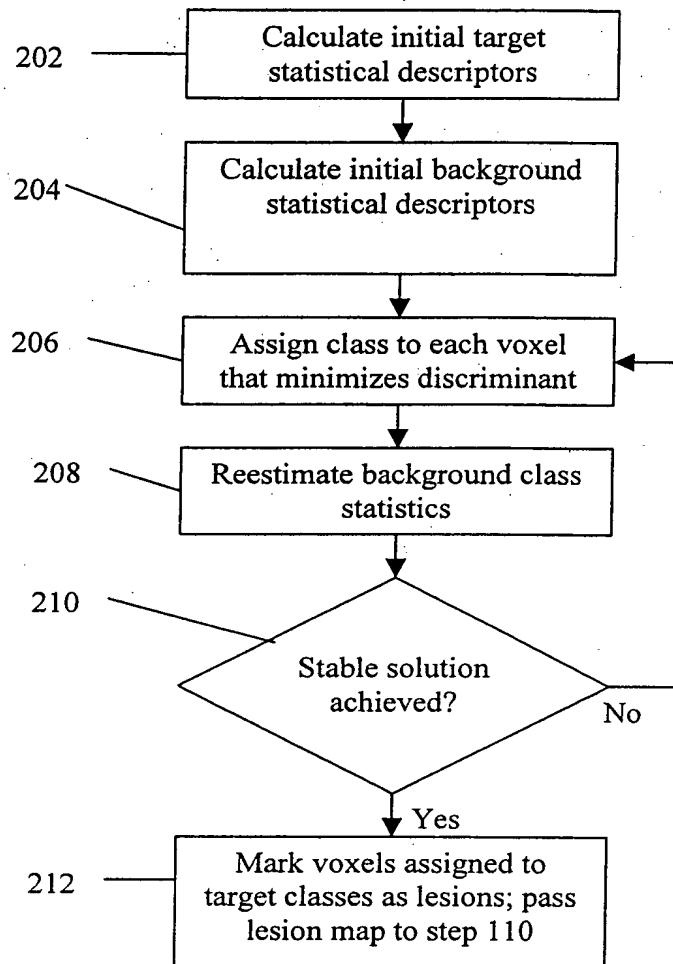 202
Calculate initial target
statistical descriptors
204
Calculate initial background
statistical descriptors
206
Assign class to each voxel
that minimizes discriminant
208
Reestimate background class
statistics
210
Stable solution
achieved?
No
Yes
212
Mark voxels assigned to
target classes as lesions; pass
lesion map to step 110